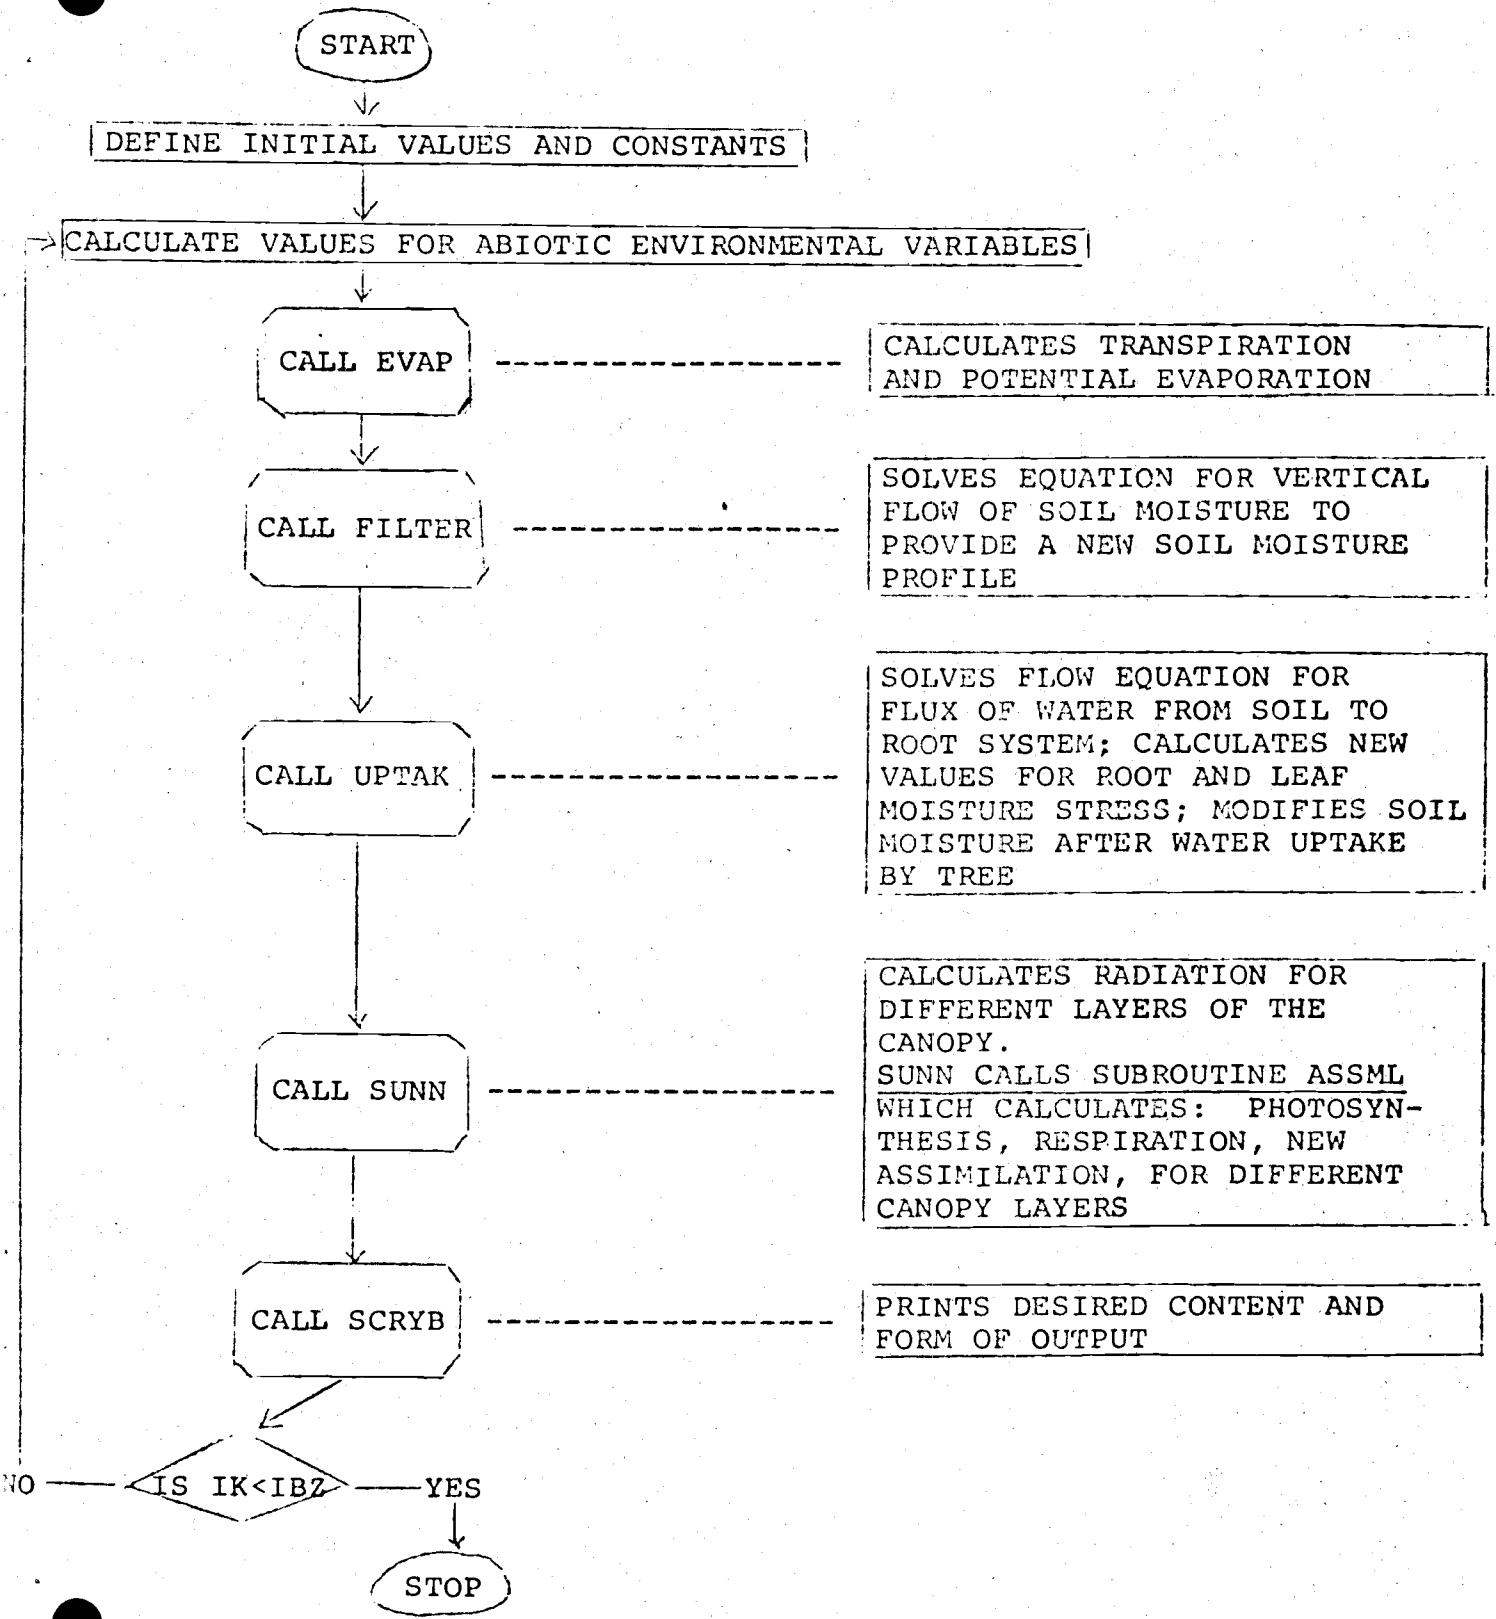 START
DEFINE INITIAL VALUES AND CONSTANTS
CALCULATE VALUES FOR ABIOTIC ENVIRONMENTAL VARIABLES
CALL EVAP
CALCULATES TRANSPIRATION
AND POTENTIAL EVAPORATION
CALL FILTER
SOLVES EQUATION FOR VERTICAL
FLOW OF SOIL MOISTURE TO
PROVIDE A NEW SOIL MOISTURE
PROFILE
CALL UPTAK
SOLVES FLOW EQUATION FOR
FLUX OF WATER FROM SOIL TO
ROOT SYSTEM; CALCULATES NEW
VALUES FOR ROOT AND LEAF
MOISTURE STRESS; MODIFIES SOIL
MOISTURE AFTER WATER UPTAKE
BY TREE
CALL SUNN
CALCULATES RADIATION FOR
DIFFERENT LAYERS OF THE
CANOPY.
SUNN CALLS SUBROUTINE ASSML
WHICH CALCULATES: PHOTOSYN-
THESIS, RESPIRATION, NEW
ASSIMILATION, FOR DIFFERENT
CANOPY LAYERS
CALL SCRYB
PRINTS DESIRED CONTENT AND
FORM OF OUTPUT
NO
IS IK<IBZ
YES
STOP